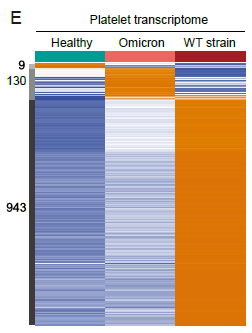 E
Platelet transcriptome
Healthy Omicron WT strain
9
130
943